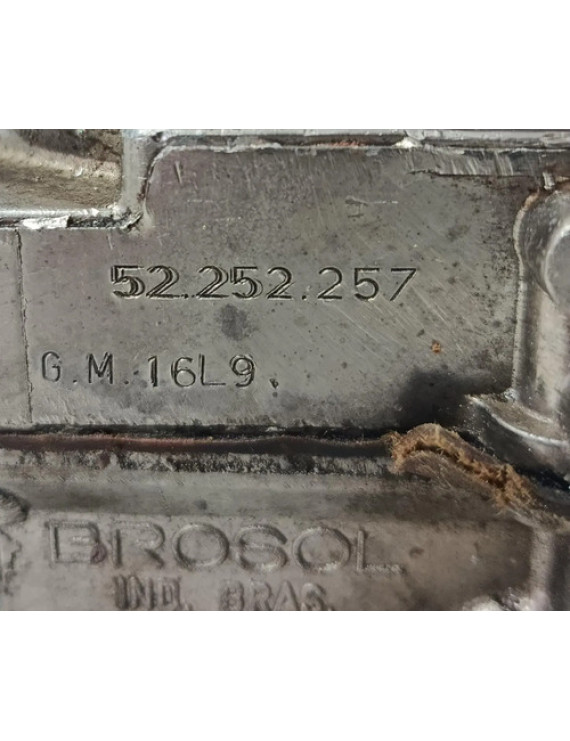 52.252.257
G.M.16L9.
BROSOL
IND. BRAS.